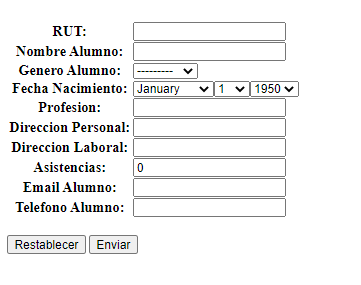 RUT:
Nombre Alumno:
Genero Alumno: ---------
Fecha Nacimiento: January 1 1950
Profesion:
Direccion Personal:
Direccion Laboral:
Asistencias: 0
Email Alumno:
Telefono Alumno:
Restablecer Enviar